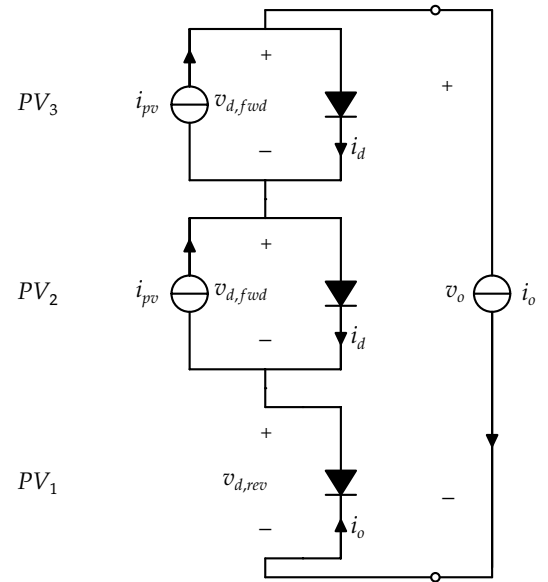 +
+
PV₃ i_pv v_d,fwd
−
i_d
+
PV₂ i_pv v_d,fwd v_o i_o
−
i_d
+
PV₁ v_d,rev
−
−
i_o